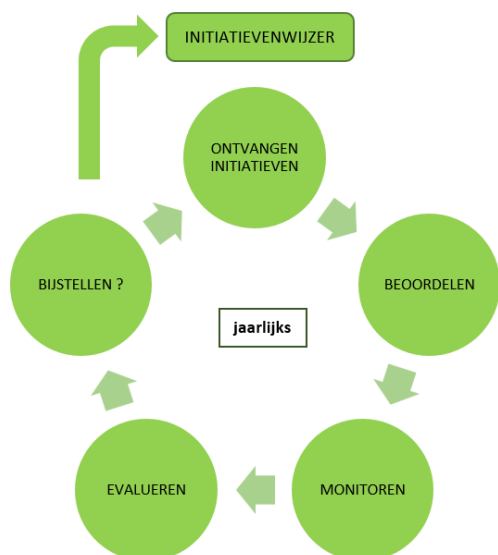 INITIATIEVENWIJZER
ONTVANGEN
INITIATIEVEN
BIJSTELLEN ?
BEOORDELEN
jaarlijks
EVALUEREN
MONITOREN